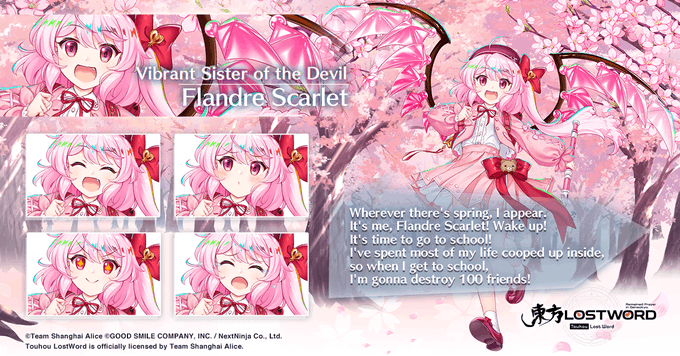 Vibrant Sister of the Devil
Flandre Scarlet
Wherever there's spring, I appear.
It's me, Flandre Scarlet! Wake up!
It's time to go to school!
I've spent most of my life cooped up inside,
so when I get to school,
I'm gonna destroy 100 friends!
東方LOSTWORD
Touhou Lost Word
©Team Shanghai Alice ©GOOD SMILE COMPANY, INC. / NextNinja Co., Ltd.
Touhou LostWord is officially licensed by Team Shanghai Alice.